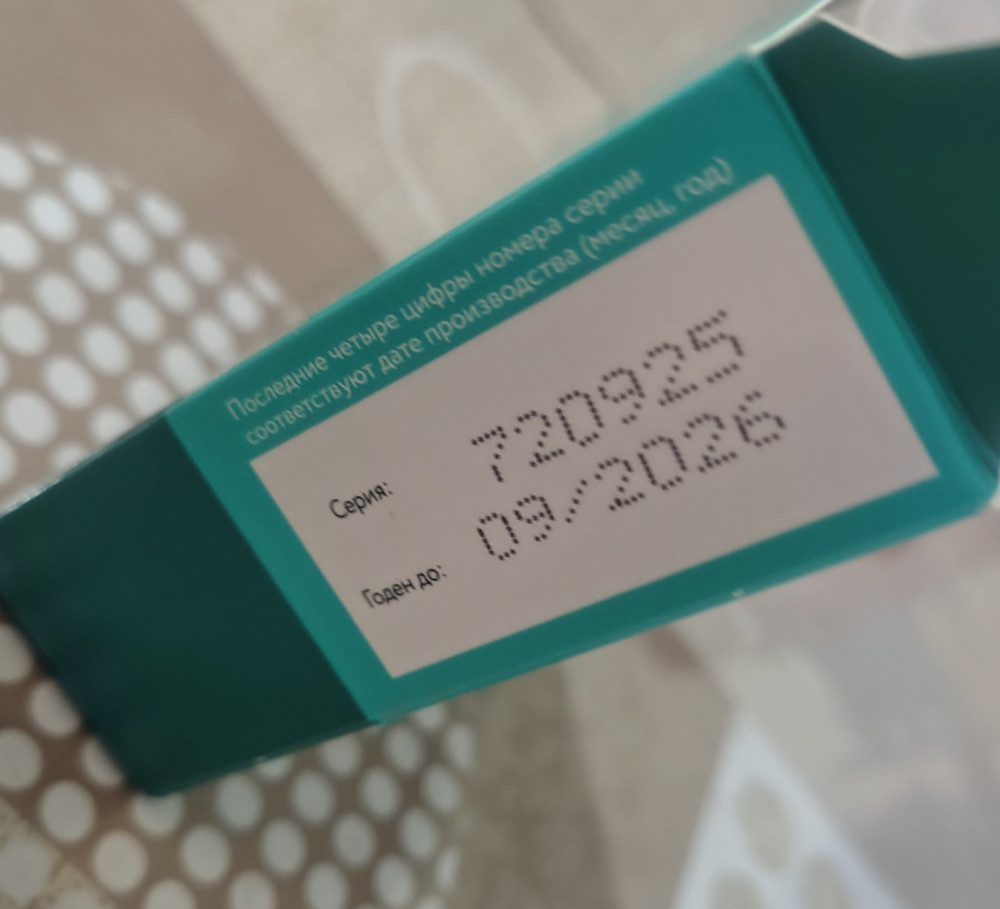 Последние четыре цифры номера серии
соответствуют дате производства (месяц, год)
Серия: 720925
Годен до: 09/2026